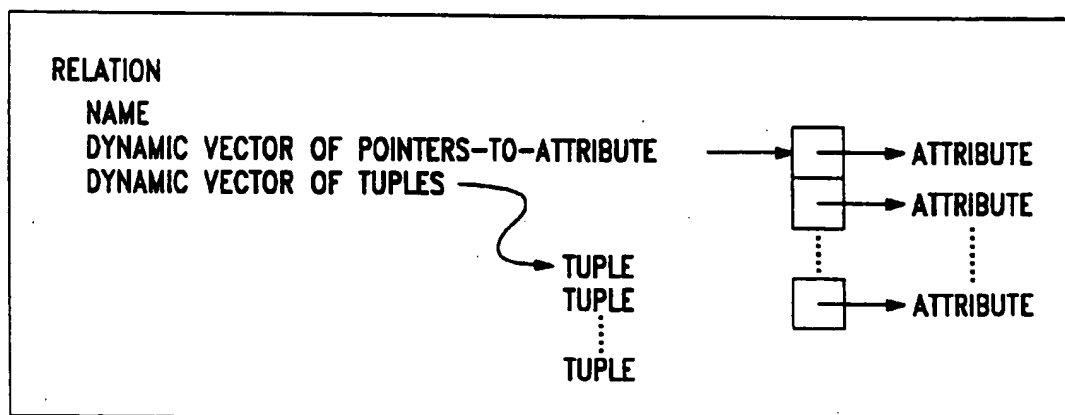 RELATION
NAME
DYNAMIC VECTOR OF POINTERS-TO-ATTRIBUTE
ATTRIBUTE
DYNAMIC VECTOR OF TUPLES
ATTRIBUTE
TUPLE
TUPLE
ATTRIBUTE
TUPLE